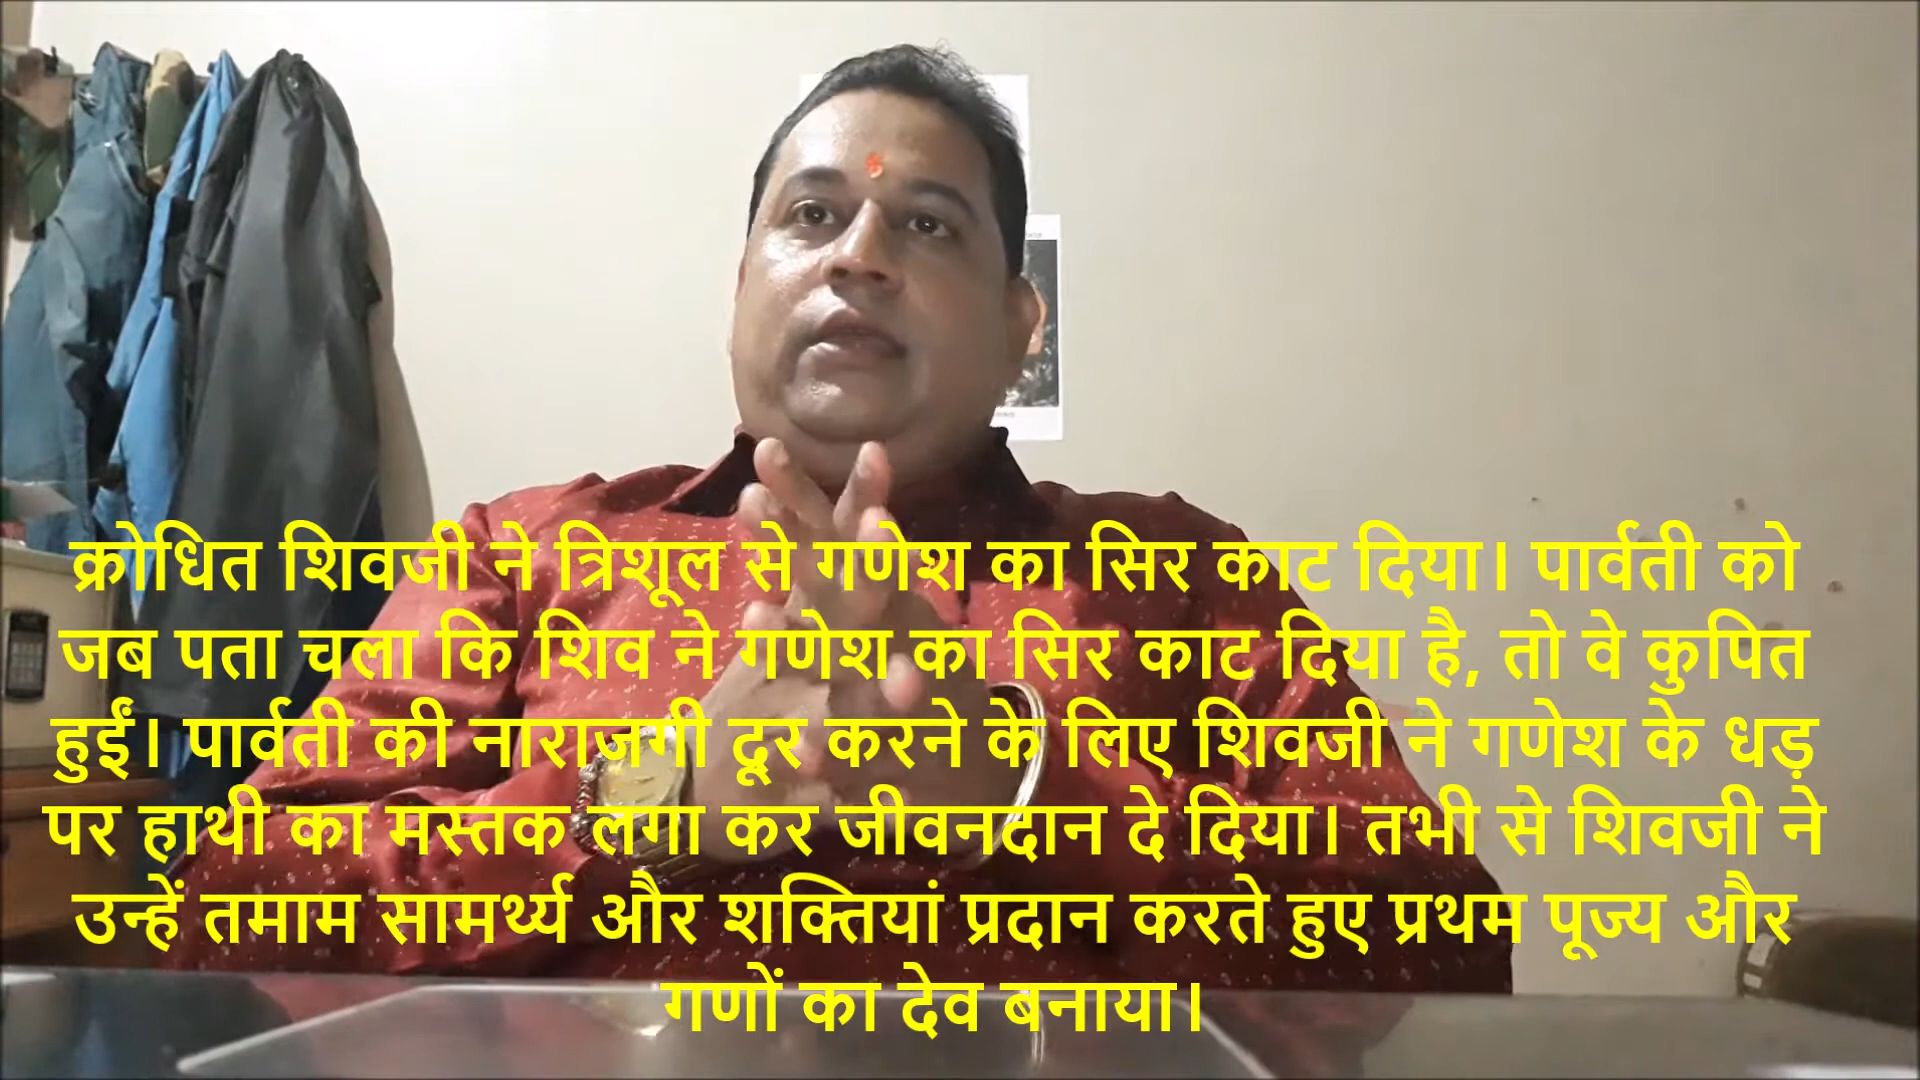 क्रोधित शिवजी ने त्रिशूल से गणेश का सिर काट दिया। पार्वती को
जब पता चला कि शिव ने गणेश का सिर काट दिया है, तो वे कुपित
हुईं। पार्वती की नाराजगी दूर करने के लिए शिवजी ने गणेश के धड़
पर हाथी का मस्तक लगा कर जीवनदान दे दिया। तभी से शिवजी ने
उन्हें तमाम सामर्थ्य और शक्तियां प्रदान करते हुए प्रथम पूज्य और
गणों का देव बनाया।